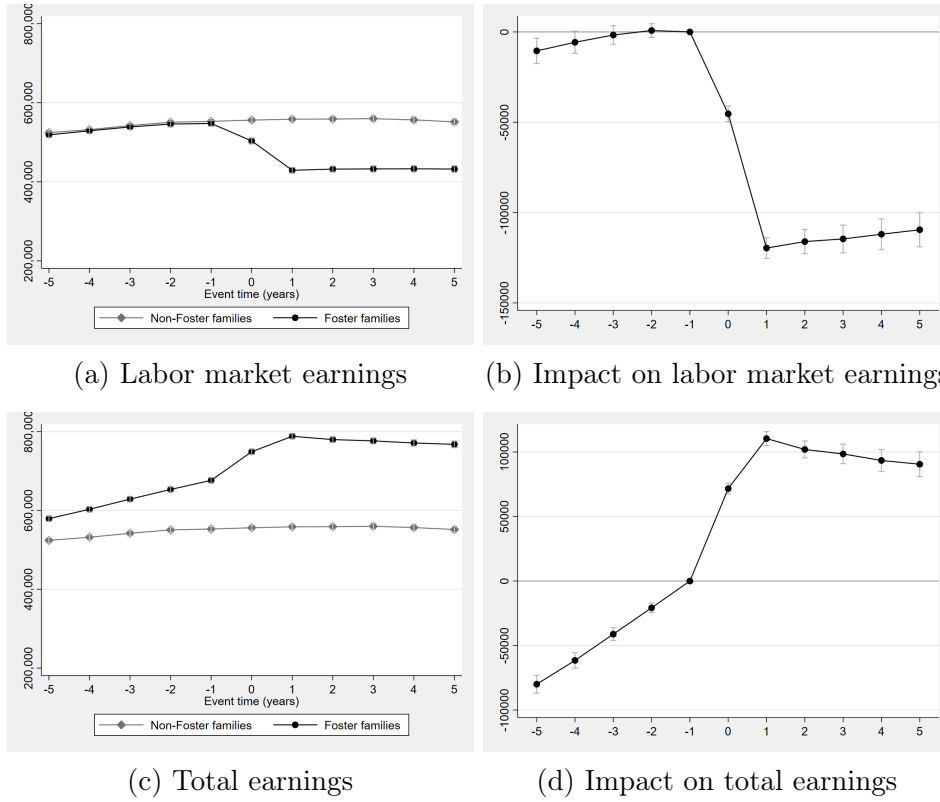 800,000
600,000
400,000
200,000
-5 -4 -3 -2 -1 0 1 2 3 4 5
Event time (years)
Non-Foster families Foster families
(a) Labor market earnings
0
-50000
-100000
-150000
-5 -4 -3 -2 -1 0 1 2 3 4 5
(b) Impact on labor market earnings
800,000
600,000
400,000
200,000
-5 -4 -3 -2 -1 0 1 2 3 4 5
Event time (years)
Non-Foster families Foster families
(c) Total earnings
100000
50000
0
-50000
-100000
-5 -4 -3 -2 -1 0 1 2 3 4 5
(d) Impact on total earnings